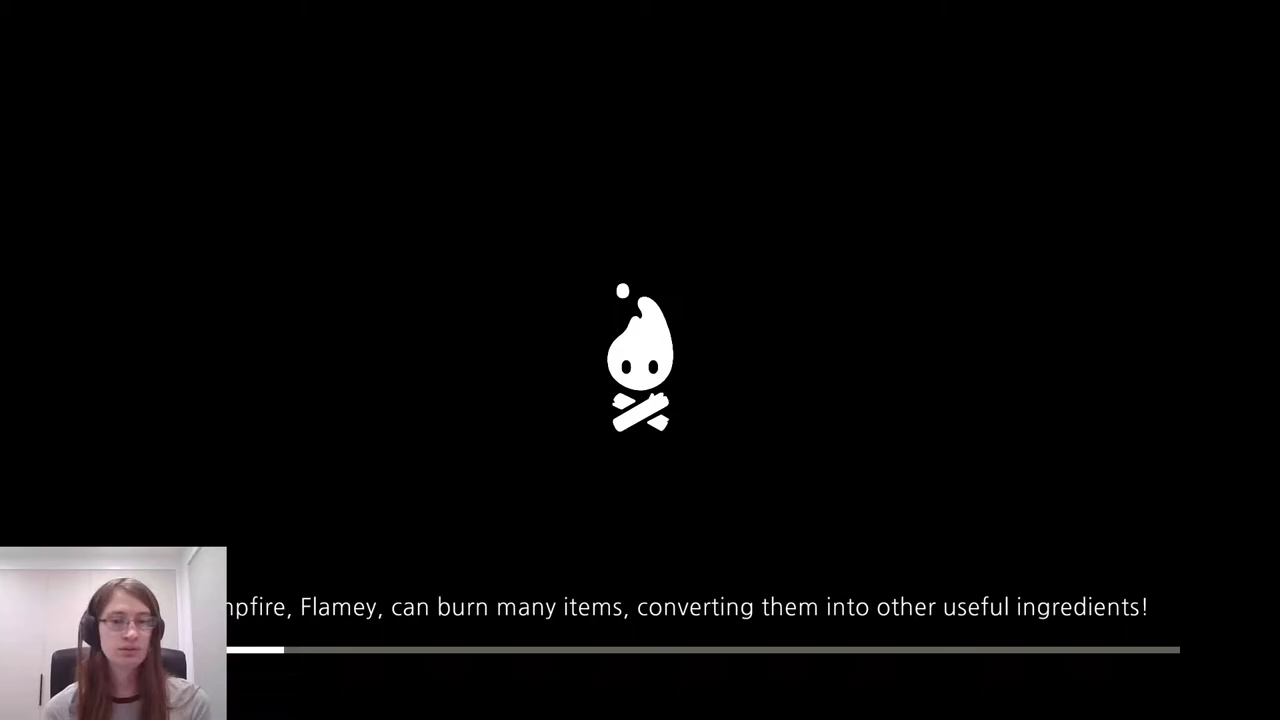 Flamey, can burn many items, converting them into other useful ingredients!